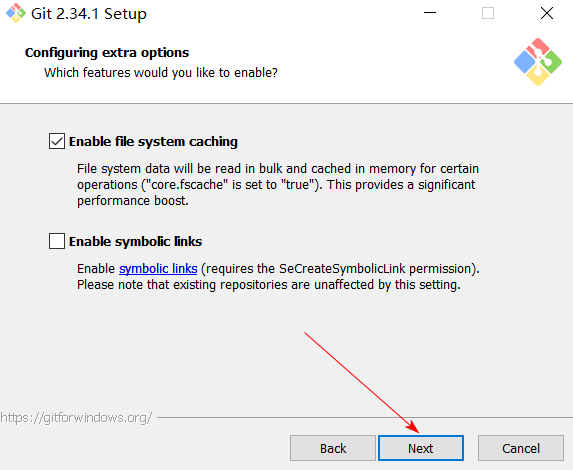 Git 2.34.1 Setup
Configuring extra options
Which features would you like to enable?
Enable file system caching
File system data will be read in bulk and cached in memory for certain
operations ("core.fscache" is set to "true"). This provides a significant
performance boost.
Enable symbolic links
Enable symbolic links (requires the SeCreateSymbolicLink permission).
Please note that existing repositories are unaffected by this setting.
https://gitforwindows.org/
Back Next Cancel